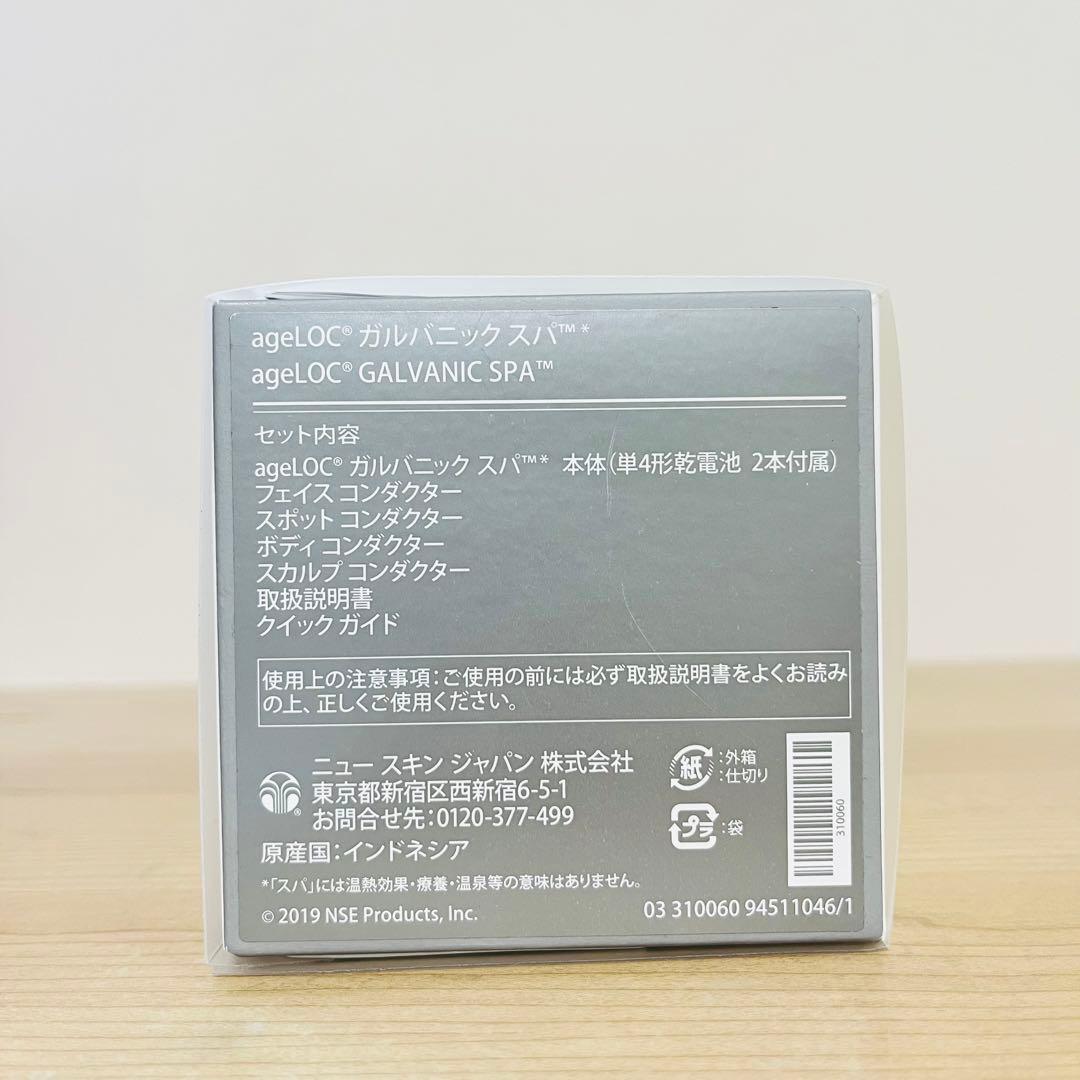 ageLOC® ガルバニック スパ™*
ageLOC® GALVANIC SPA™
セット内容
ageLOC® ガルバニック スパ™* 本体(単4形乾電池 2本付属)
フェイス コンダクター
スポット コンダクター
ボディ コンダクター
スカルプ コンダクター
取扱説明書
クイック ガイド
使用上の注意事項:ご使用の前には必ず取扱説明書をよくお読み
の上、正しくご使用ください。
ニュー スキン ジャパン 株式会社
東京都新宿区西新宿6-5-1
お問合せ先:0120-377-499
原産国:インドネシア
紙:外箱
:仕切り
プラ:袋
310060
*「スパ」には温熱効果・療養・温泉等の意味はありません。
© 2019 NSE Products, Inc.
03 310060 94511046/1